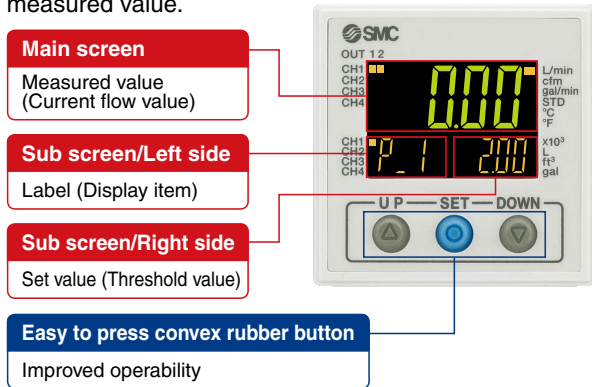 measured value.
Main screen
Measured value
(Current flow value)
Sub screen/Left side
Label (Display item)
Sub screen/Right side
Set value (Threshold value)
Easy to press convex rubber button
Improved operability
SMC
OUT 1 2
CH1
CH2
CH3
CH4
0.00
L/min
cfm
gal/min
STD
°C
°F
CH1
CH2
CH3
CH4
P_1
2.00
x10³
L
ft³
gal
UP SET DOWN